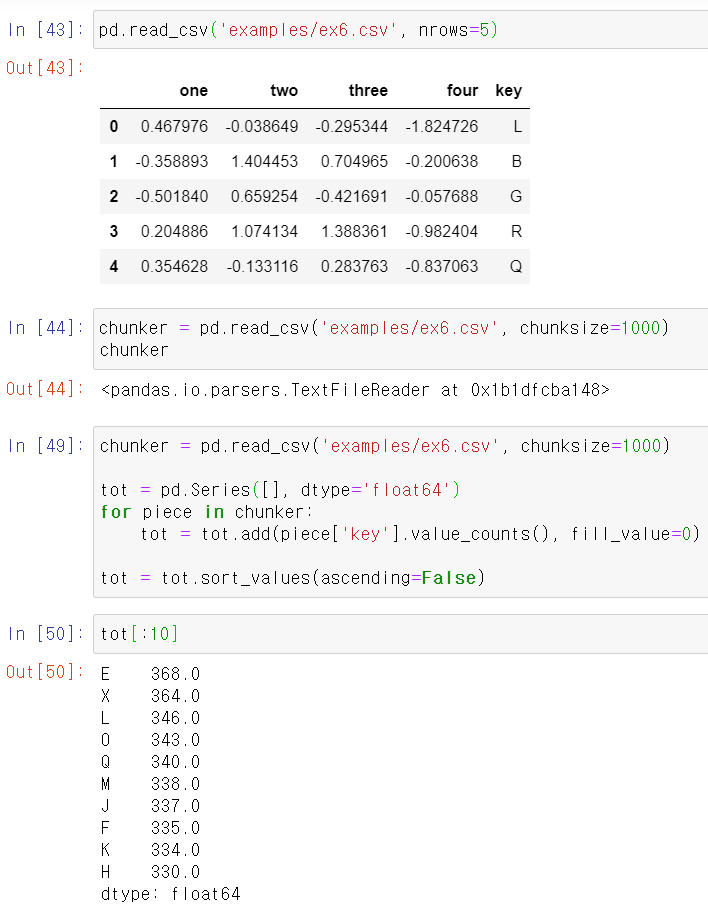 In [43]: pd.read_csv('examples/ex6.csv', nrows=5)
Out[43]:
one two three four key
0 0.467976 -0.038649 -0.295344 -1.824726 L
1 -0.358893 1.404453 0.704965 -0.200638 B
2 -0.501840 0.659254 -0.421691 -0.057688 G
3 0.204886 1.074134 1.388361 -0.982404 R
4 0.354628 -0.133116 0.283763 -0.837063 Q
In [44]: chunker = pd.read_csv('examples/ex6.csv', chunksize=1000)
chunker
Out[44]: <pandas.io.parsers.TextFileReader at 0x1b1dfcba148>
In [49]: chunker = pd.read_csv('examples/ex6.csv', chunksize=1000)
tot = pd.Series([], dtype='float64')
for piece in chunker:
    tot = tot.add(piece['key'].value_counts(), fill_value=0)
tot = tot.sort_values(ascending=False)
In [50]: tot[:10]
Out[50]: E 368.0
X 364.0
L 346.0
O 343.0
Q 340.0
M 338.0
J 337.0
F 335.0
K 334.0
H 330.0
dtype: float64